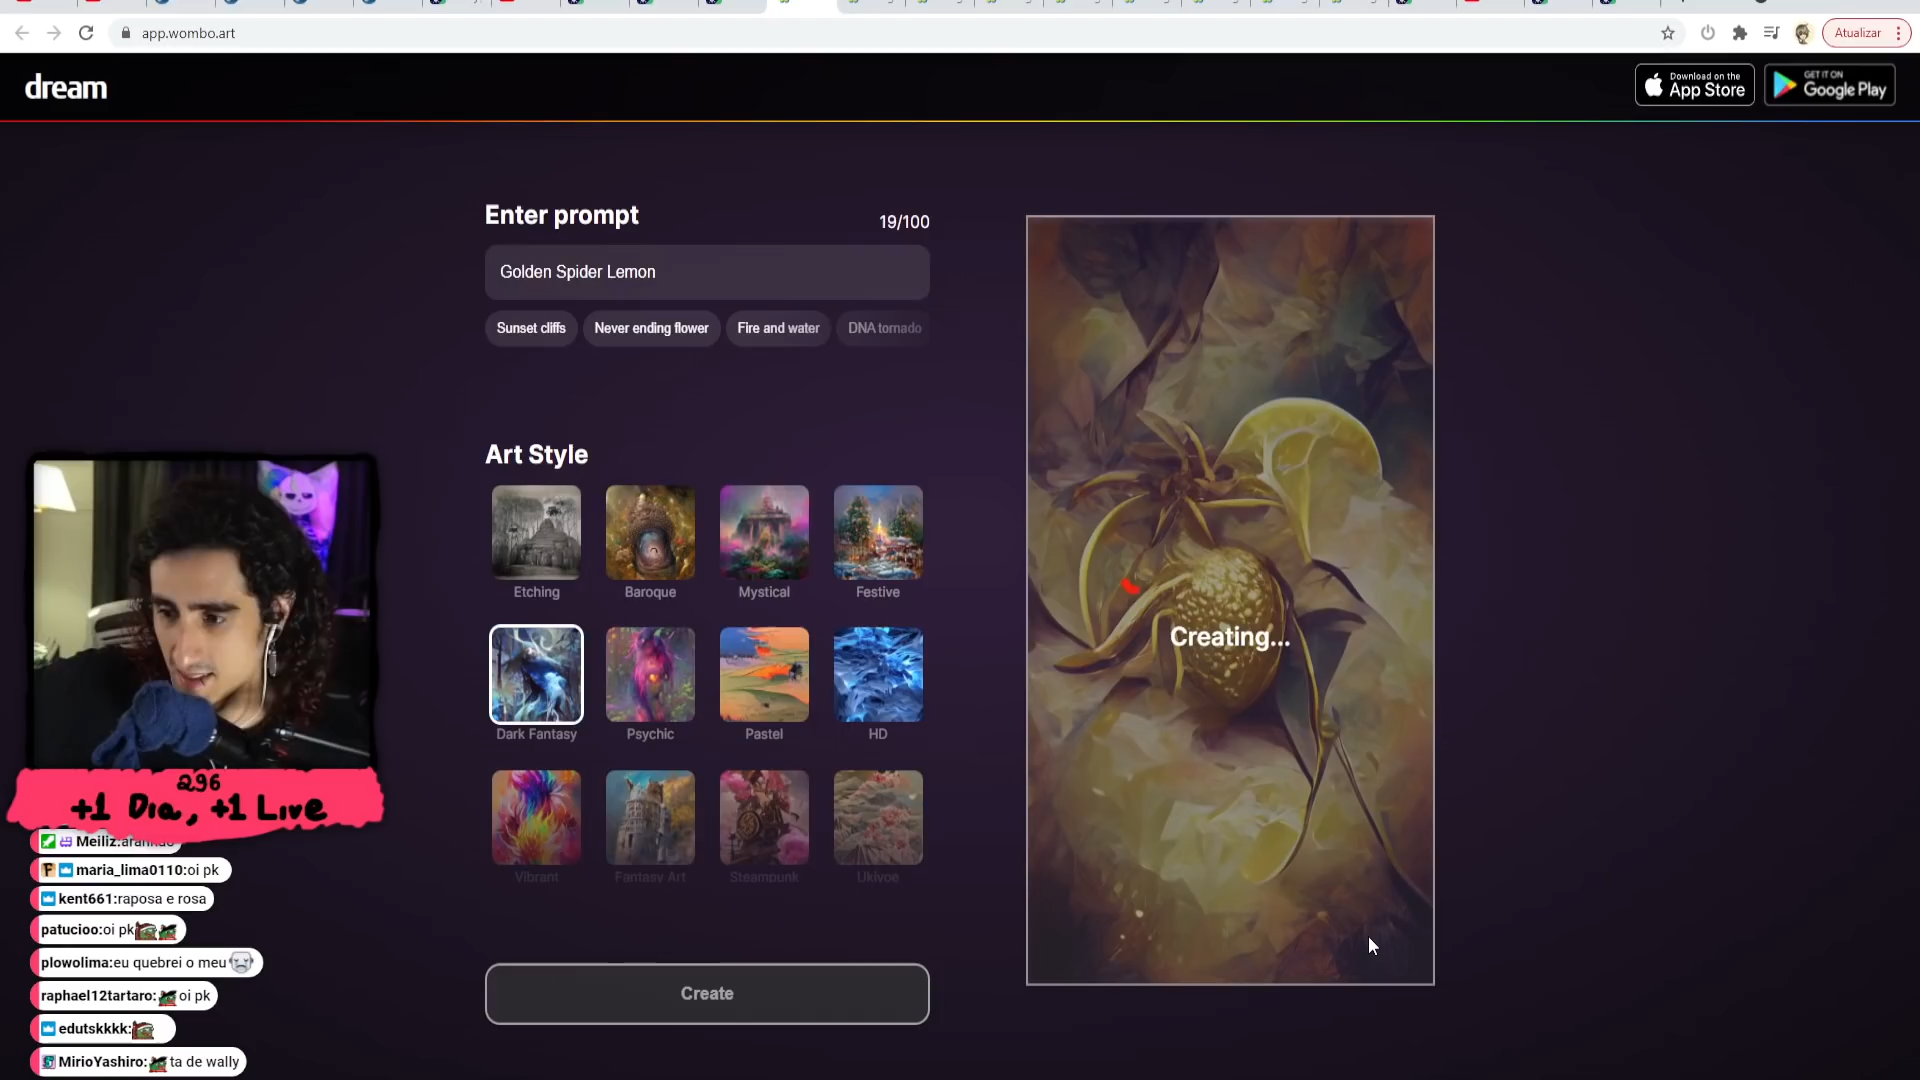 app.wombo.art
Atualizar
dream
Download on the
App Store
GET IT ON
Google Play
Enter prompt
19/100
Golden Spider Lemon
Sunset cliffs
Never ending flower
Fire and water
DNA tornado
Art Style
Etching
Baroque
Mystical
Festive
Dark Fantasy
Psychic
Pastel
HD
Vibrant
Fantasy Art
Steampunk
Ukiyoe
Create
Creating...
296
+1 Dia, +1 Live
Meiliz:
maria_lima0110:oi pk
kent661:raposa e rosa
patucioo:oi pk
plowolima:eu quebrei o meu
raphael12tartaro:oi pk
edutskkkk:
MirioYashiro:ta de wally